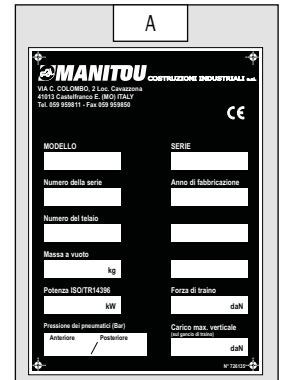 A
MANITOU COSTRUZIONI INDUSTRIALI s.r.l.
VIA C. COLOMBO, 2 Loc. Cavazzona
41013 Castelfranco E. (MO) ITALY
Tel. 059 959811 - Fax 059 959850
CE
MODELLO SERIE
Numero della serie Anno di fabbricazione
Numero del telaio
Massa a vuoto
kg
Potenza ISO/TR14396 Forza di traino
kW daN
Pressione dei pneumatici (Bar) Carico max. verticale
(sul gancio di traino)
Anteriore / Posteriore
daN
N° 726135